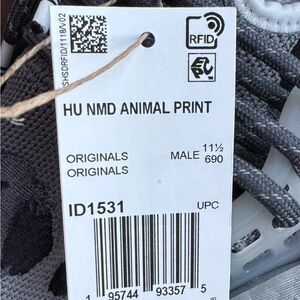 SHSDRFID/1118/V02
RFID
HU NMD ANIMAL PRINT
ORIGINALS MALE 11½
ORIGINALS 690
ID1531 UPC
1 95744 93357 5